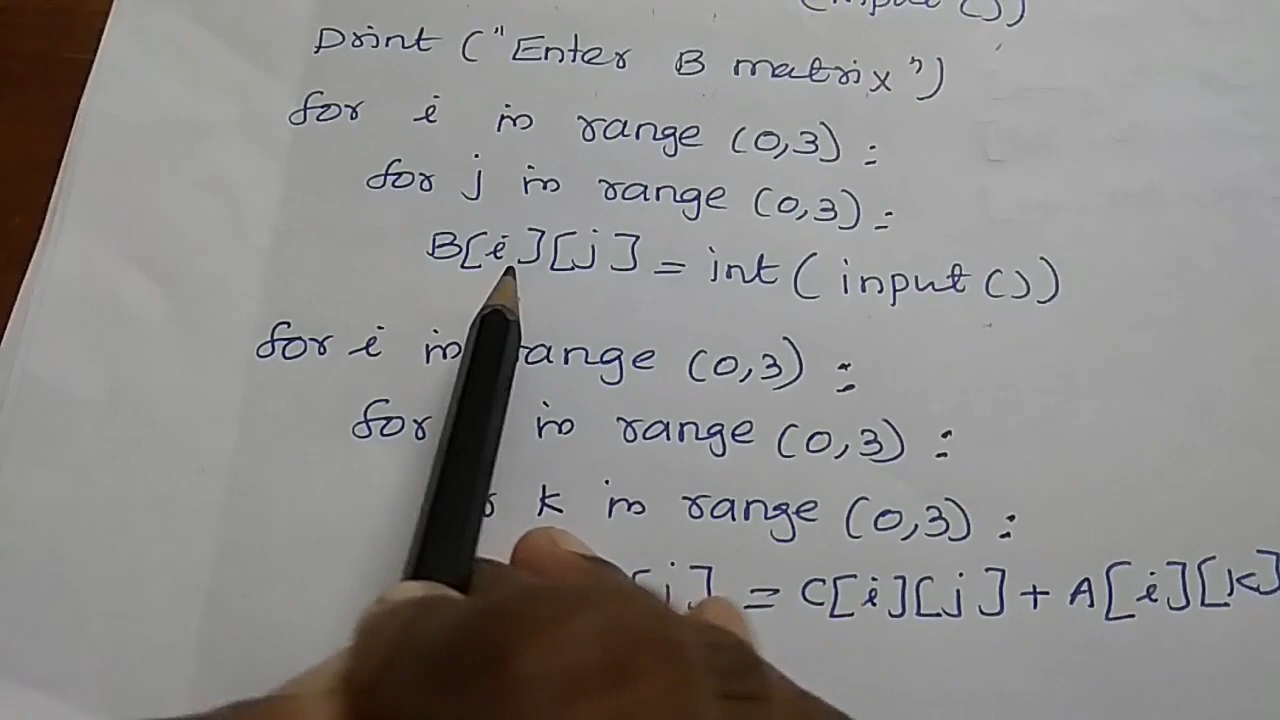 (input())
Print ("Enter B matrix")
for i in range (0,3):
for j in range (0,3):
B[i][j] = int (input ())
for i in range (0,3) :
for in range (0,3) :
k in range (0,3) :
[j] = C[i][j] + A[i][k]